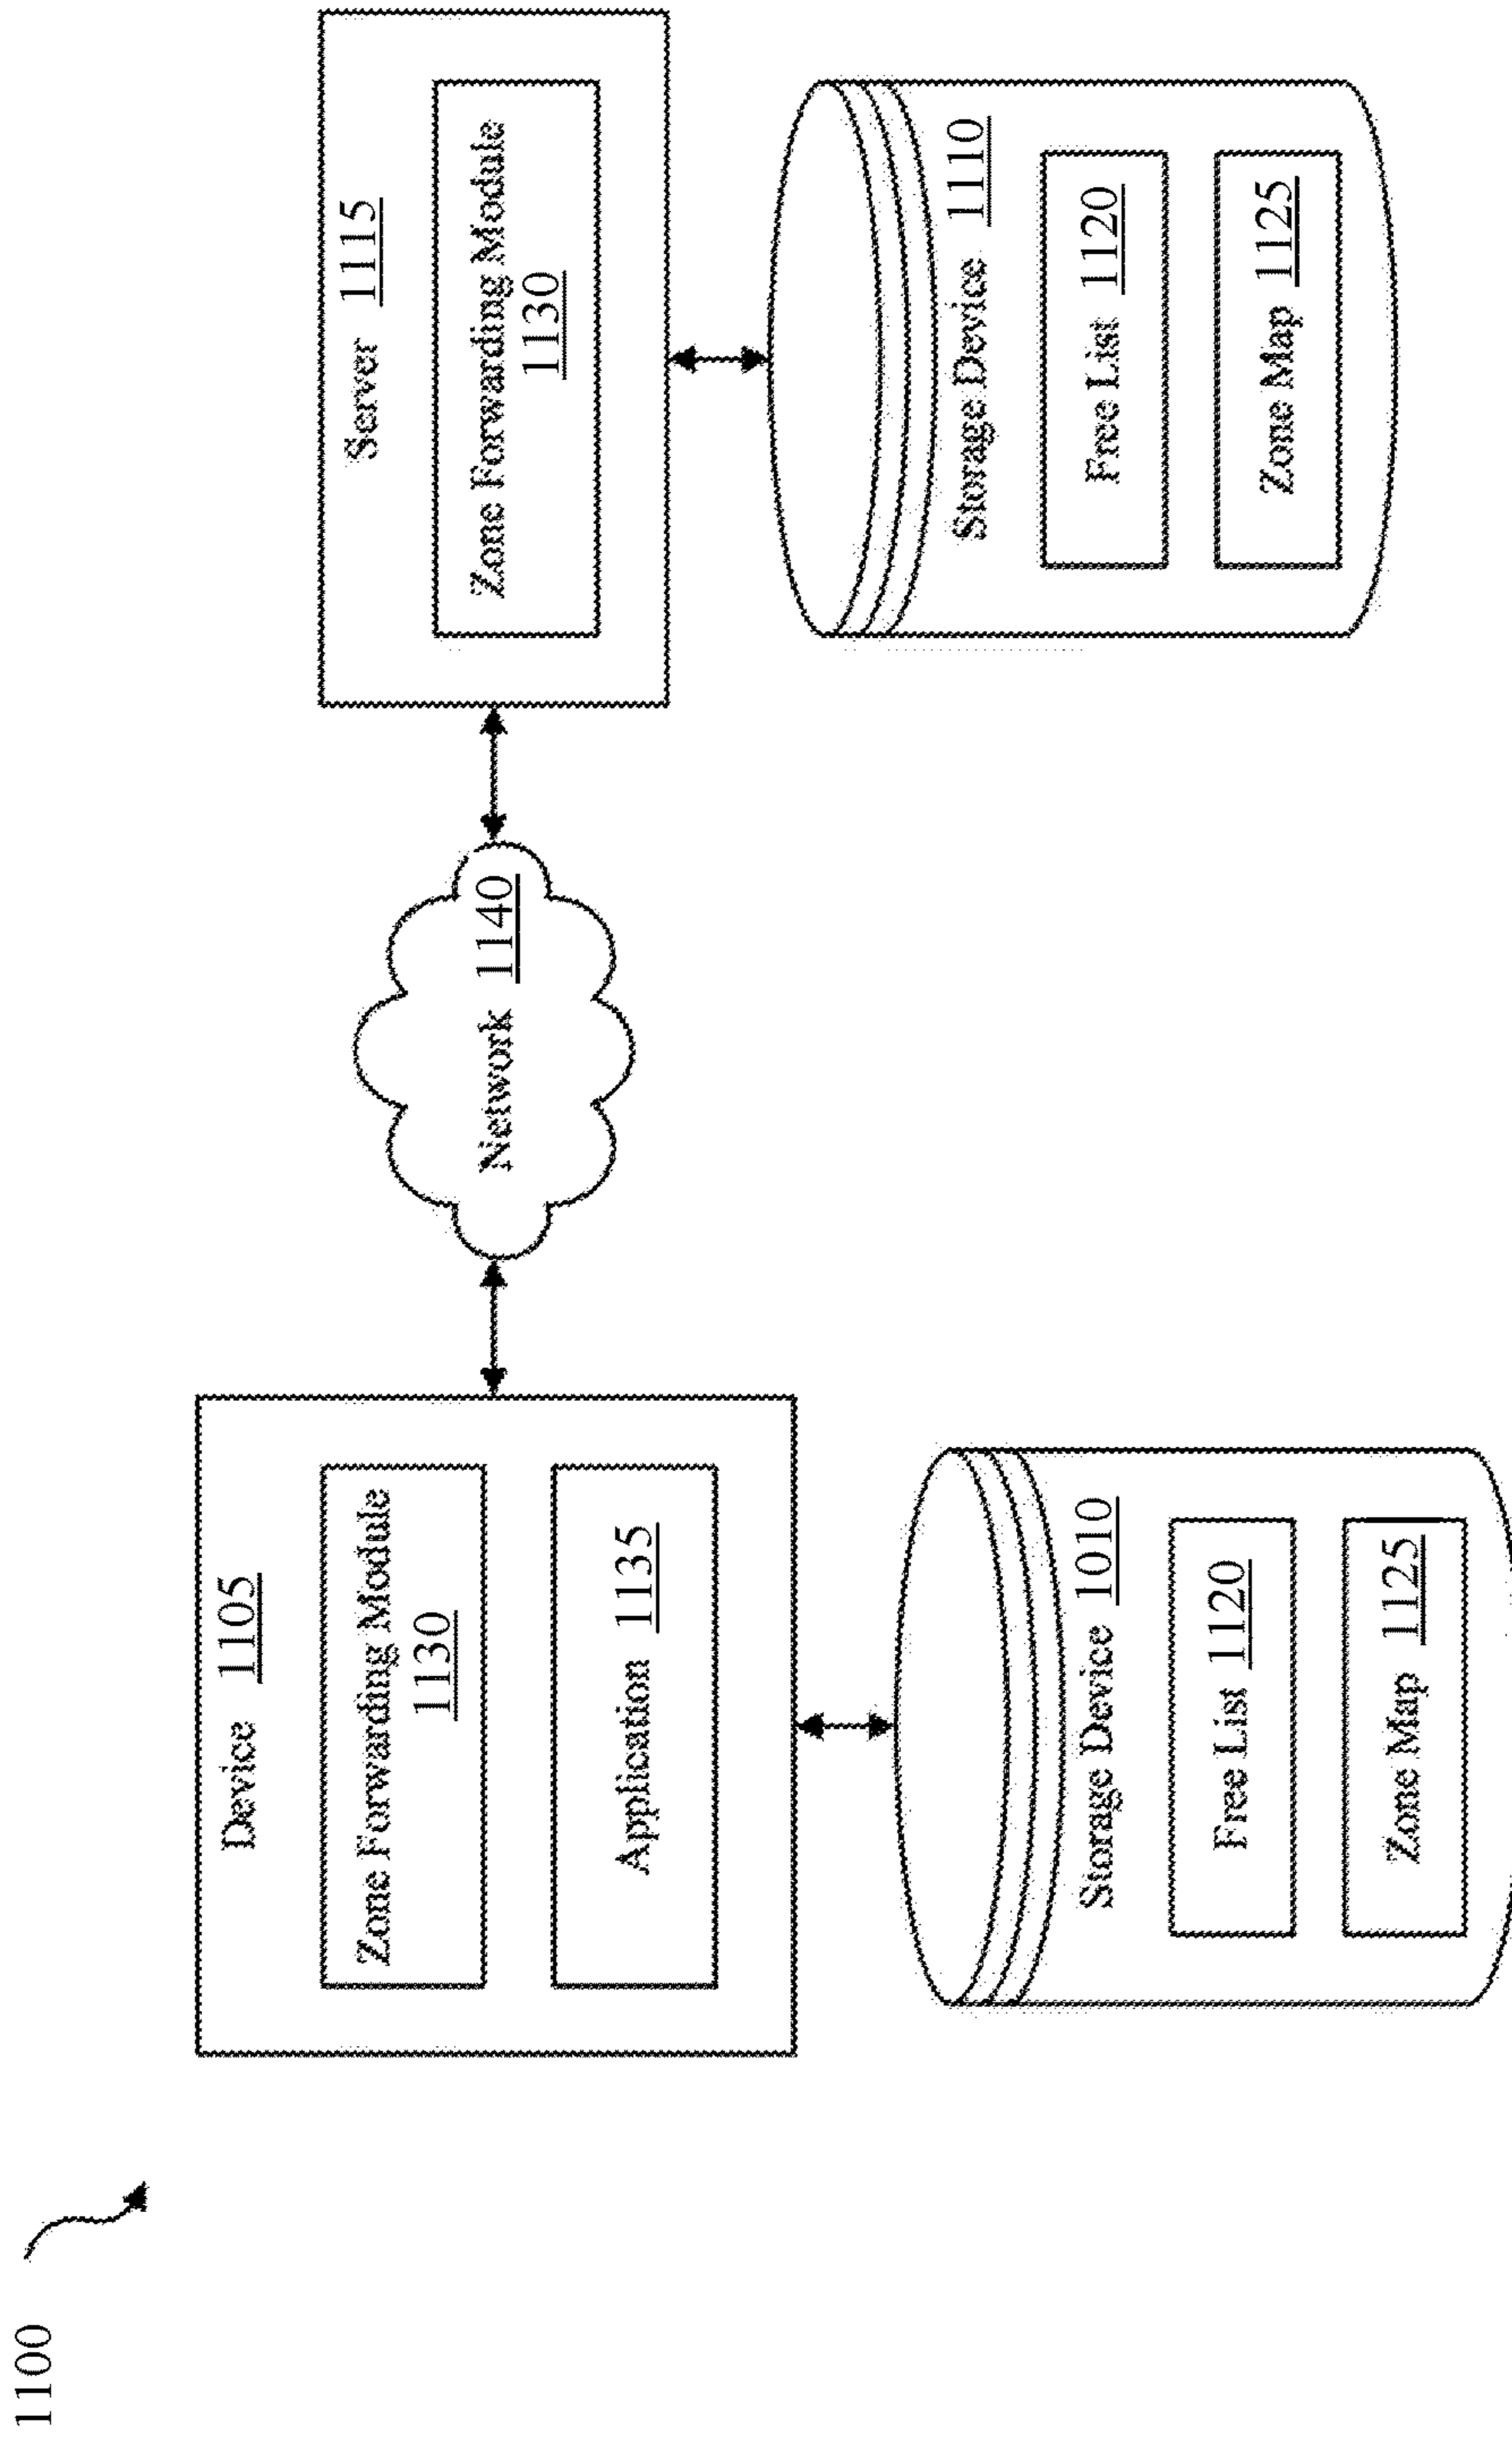 1100
Device 1105
Zone Forwarding Module
1130
Application 1135
Storage Device 1010
Free List 1120
Zone Map 1125
Network 1140
Server 1115
Zone Forwarding Module
1130
Storage Device 1110
Free List 1120
Zone Map 1125